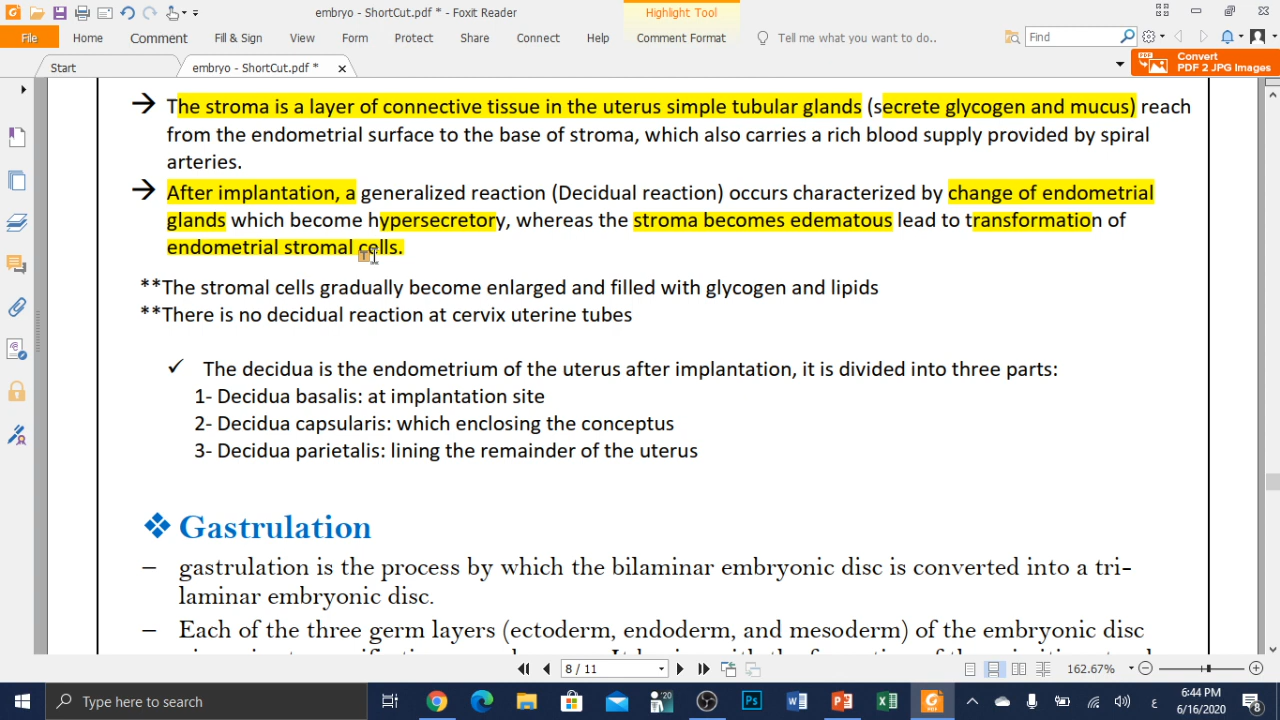 embryo - ShortCut.pdf * - Foxit Reader
Highlight Tool
File Home Comment Fill & Sign View Form Protect Share Connect Help Comment Format Tell me what you want to do.. Find
Start embryo - ShortCut.pdf * Convert
PDF 2 JPG Images
→ The stroma is a layer of connective tissue in the uterus simple tubular glands (secrete glycogen and mucus) reach
from the endometrial surface to the base of stroma, which also carries a rich blood supply provided by spiral
arteries.
→ After implantation, a generalized reaction (Decidual reaction) occurs characterized by change of endometrial
glands which become hypersecretory, whereas the stroma becomes edematous lead to transformation of
endometrial stromal cells.
**The stromal cells gradually become enlarged and filled with glycogen and lipids
**There is no decidual reaction at cervix uterine tubes
✓ The decidua is the endometrium of the uterus after implantation, it is divided into three parts:
1- Decidua basalis: at implantation site
2- Decidua capsularis: which enclosing the conceptus
3- Decidua parietalis: lining the remainder of the uterus
❖ Gastrulation
– gastrulation is the process by which the bilaminar embryonic disc is converted into a tri-
laminar embryonic disc.
– Each of the three germ layers (ectoderm, endoderm, and mesoderm) of the embryonic disc
8 / 11 162.67%
Type here to search
ع
6:44 PM
6/16/2020
8